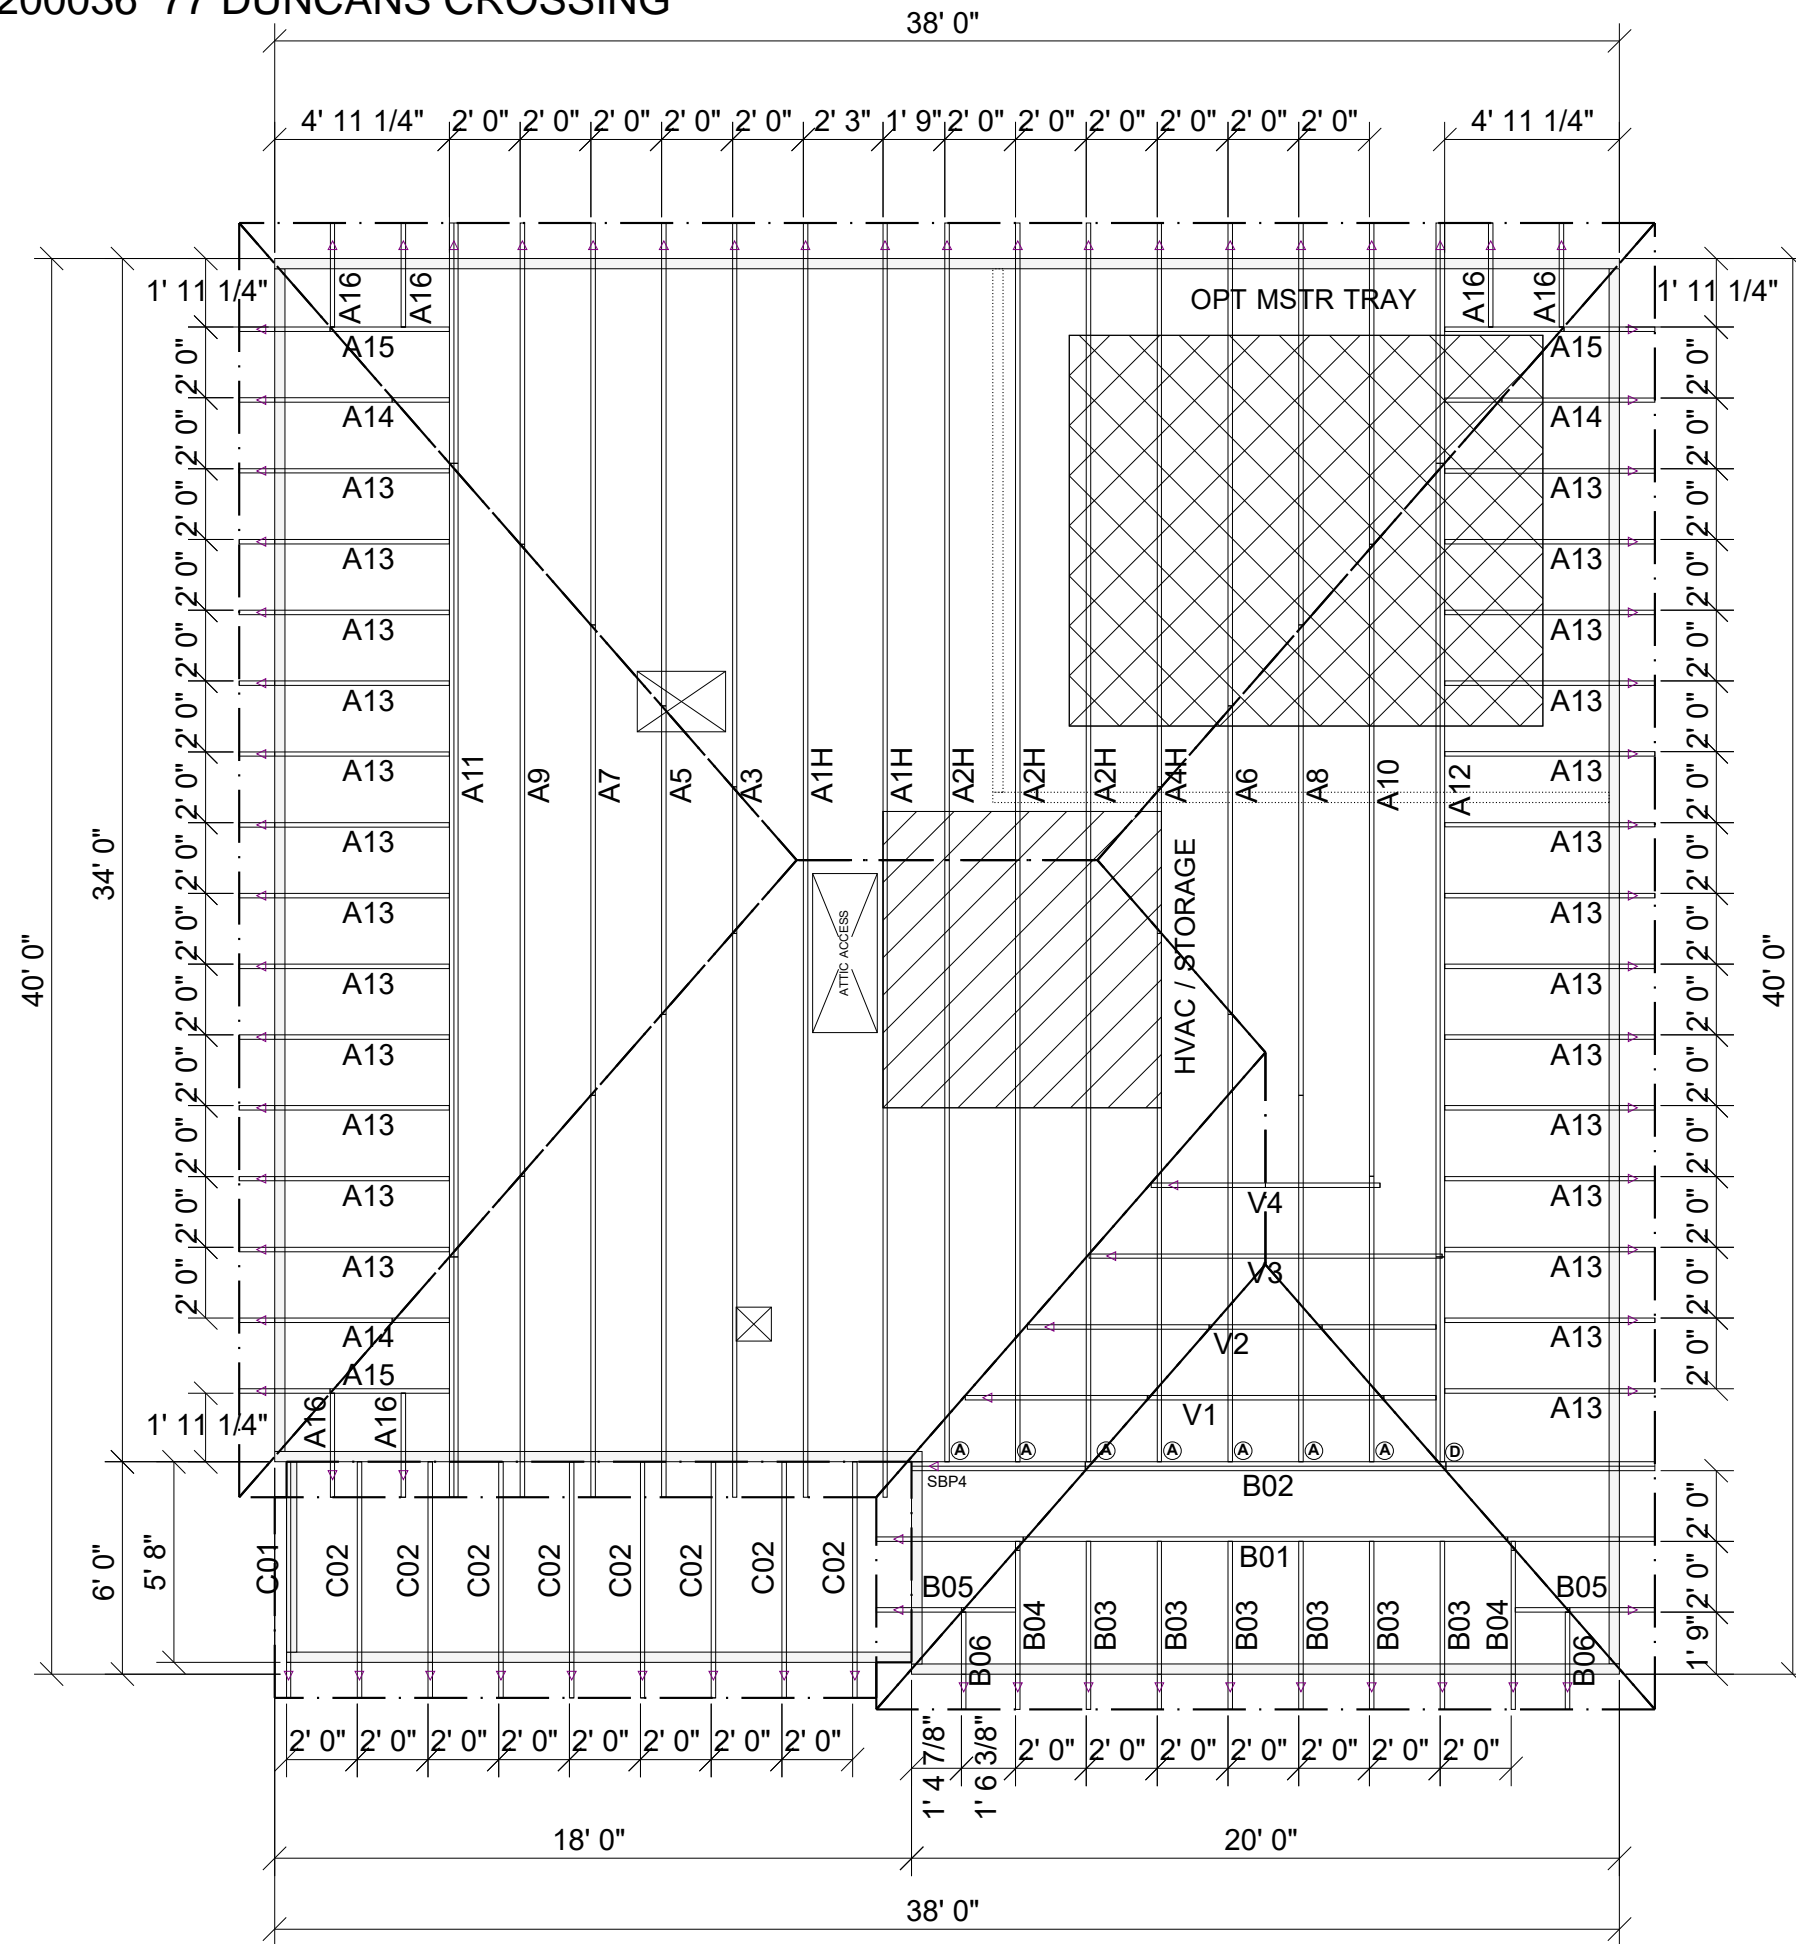 200036 77 DUNCANS CROSSING
38' 0"
4' 11 1/4" 2' 0" 2' 0" 2' 0" 2' 0" 2' 0" 2' 3" 1' 9" 2' 0" 2' 0" 2' 0" 2' 0" 2' 0" 2' 0" 4' 11 1/4"
1' 11 1/4" A16 A16 OPT MSTR TRAY A16 A16 1' 11 1/4"
A15 A15
2' 0" 2' 0"
A14 A14
2' 0" 2' 0"
A13 A13
2' 0" 2' 0"
A13 A13
2' 0" 2' 0"
A13 A13
2' 0" 2' 0"
A13 A13
2' 0" 2' 0"
A13 A13
A11 A9 A7 A5 A3 A1H A1H A2H A2H A2H A4H A6 A8 A10 A12
2' 0" 2' 0"
A13 A13
34' 0"
HVAC / STORAGE
2' 0" 2' 0"
A13 A13
ATTIC ACCESS
40' 0" 40' 0"
2' 0" 2' 0"
A13 A13
2' 0" 2' 0"
A13 A13
2' 0" 2' 0"
A13 A13
2' 0" 2' 0"
A13 V4 A13
2' 0" 2' 0"
A13 V3 A13
2' 0" 2' 0"
A14 V2 A13
2' 0"
A15
A16 A16 V1 A13
1' 11 1/4"
A A A A A A A D
SBP4 B02
2' 0"
6' 0" 5' 8" C01 C02 C02 C02 C02 C02 C02 C02 C02 B01
B05 B05
2' 0"
B04 B03 B03 B03 B03 B03 B03 B04
B06 B06
1' 9"
2' 0" 2' 0" 2' 0" 2' 0" 2' 0" 2' 0" 2' 0" 2' 0" 1' 4 7/8" 1' 6 3/8" 2' 0" 2' 0" 2' 0" 2' 0" 2' 0" 2' 0" 2' 0"
18' 0" 20' 0"
38' 0"